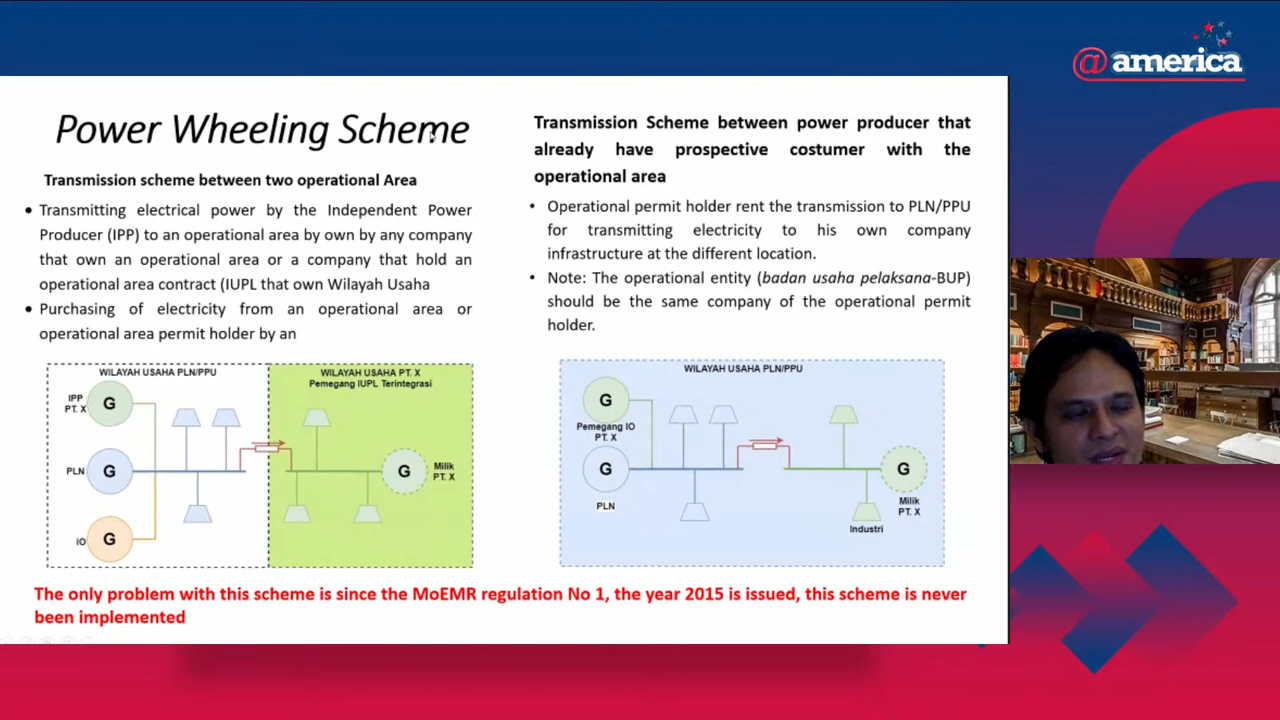 @america
Power Wheeling Scheme
Transmission scheme between two operational Area
• Transmitting electrical power by the Independent Power
Producer (IPP) to an operational area by own by any company
that own an operational area or a company that hold an
operational area contract (IUPL that own Wilayah Usaha
• Purchasing of electricity from an operational area or
operational area permit holder by an
WILAYAH USAHA PLN/PPU
WILAYAH USAHA PT. X
Pemegang IUPL Terintegrasi
IPP
PT. X
G
PLN
G
IO
G
G
Milik
PT. X
Transmission Scheme between power producer that
already have prospective costumer with the
operational area
• Operational permit holder rent the transmission to PLN/PPU
for transmitting electricity to his own company
infrastructure at the different location.
• Note: The operational entity (badan usaha pelaksana-BUP)
should be the same company of the operational permit
holder.
WILAYAH USAHA PLN/PPU
G
Pemegang IO
PT. X
G
PLN
G
Milik
PT. X
Industri
The only problem with this scheme is since the MoEMR regulation No 1, the year 2015 is issued, this scheme is never
been implemented